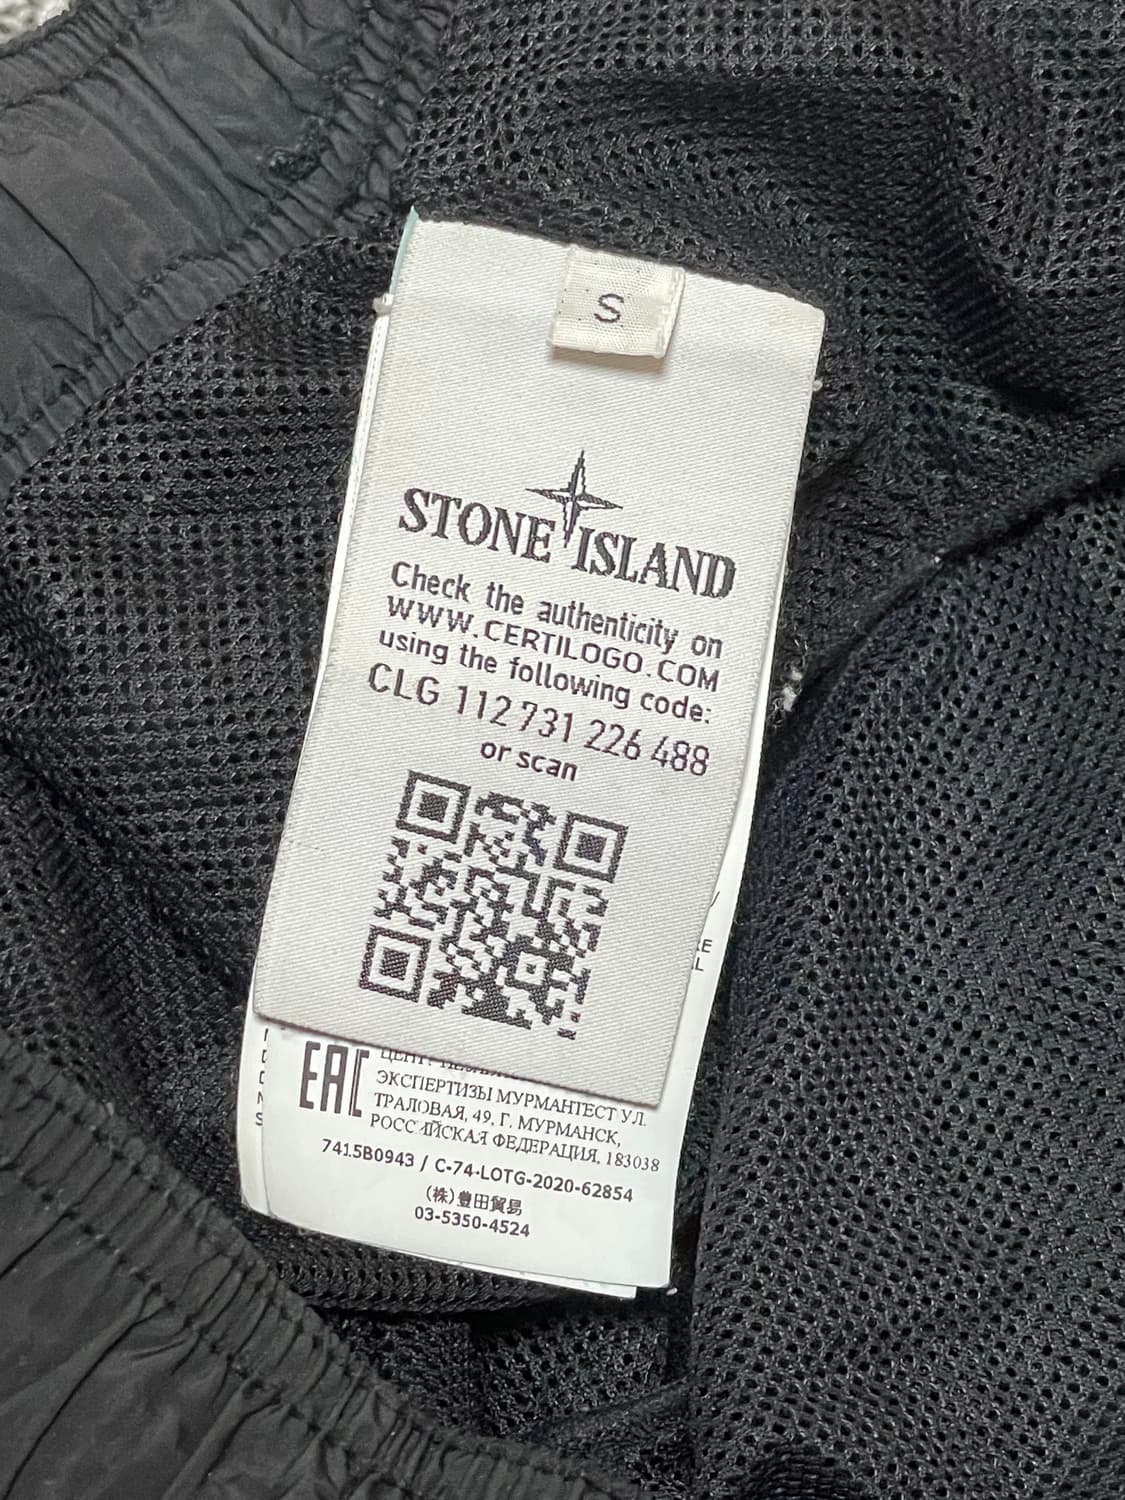 S
STONE ISLAND
Check the authenticity on
WWW.CERTILOGO.COM
using the following code:
CLG 112 731 226 488
or scan
EAC
ЭКСПЕРТИЗЫ МУРМАНТЕСТ УЛ.
ТРАЛОВАЯ, 49, Г. МУРМАНСК,
РОССИЙСКАЯ ФЕДЕРАЦИЯ, 183038
7415B0943 / C-74-LOTG-2020-62854
(株)豊田貿易
03-5350-4524